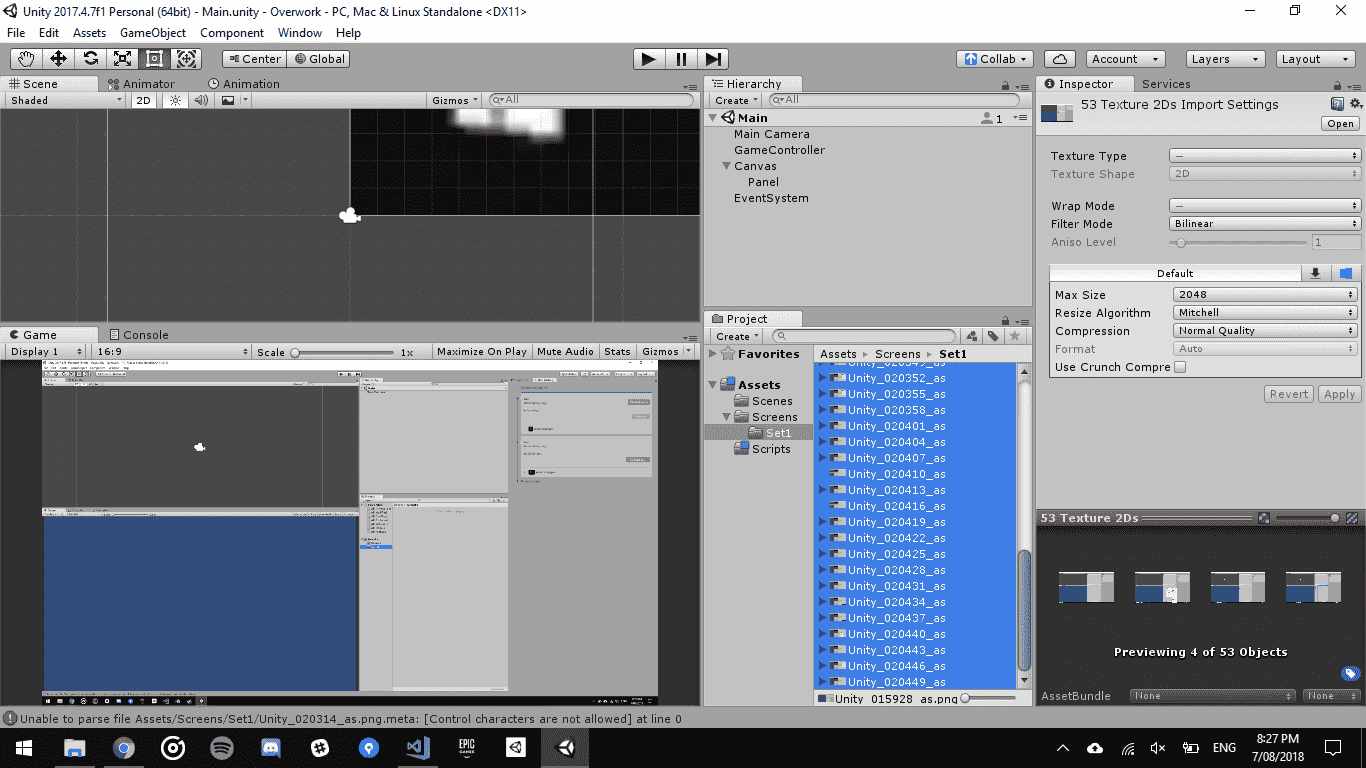 Unity 2017.4.7f1 Personal (64bit) - Main.unity - Overwork - PC, Mac & Linux Standalone <DX11>
File Edit Assets GameObject Component Window Help
Center Global Collab Account Layers Layout
Scene Animator Animation
Shaded 2D Gizmos All
Hierarchy
Create All
Main 1
Main Camera
GameController
Canvas
Panel
EventSystem
Inspector Services
53 Texture 2Ds Import Settings
Open
Texture Type —
Texture Shape 2D
Wrap Mode —
Filter Mode Bilinear
Aniso Level 1
Default
Max Size 2048
Resize Algorithm Mitchell
Compression Normal Quality
Format Auto
Use Crunch Compre
Revert Apply
Game Console
Display 1 16:9 Scale 1x Maximize On Play Mute Audio Stats Gizmos
Project
Create
Favorites
Assets
Scenes
Screens
Set1
Scripts
Assets Screens Set1
Unity_020352_as
Unity_020355_as
Unity_020358_as
Unity_020401_as
Unity_020404_as
Unity_020407_as
Unity_020410_as
Unity_020413_as
Unity_020416_as
Unity_020419_as
Unity_020422_as
Unity_020425_as
Unity_020428_as
Unity_020431_as
Unity_020434_as
Unity_020437_as
Unity_020440_as
Unity_020443_as
Unity_020446_as
Unity_020449_as
Unity_015928_as.png
53 Texture 2Ds
Previewing 4 of 53 Objects
AssetBundle None None
Unable to parse file Assets/Screens/Set1/Unity_020314_as.png.meta: [Control characters are not allowed] at line 0
EPIC GAMES
ENG
8:27 PM
7/08/2018